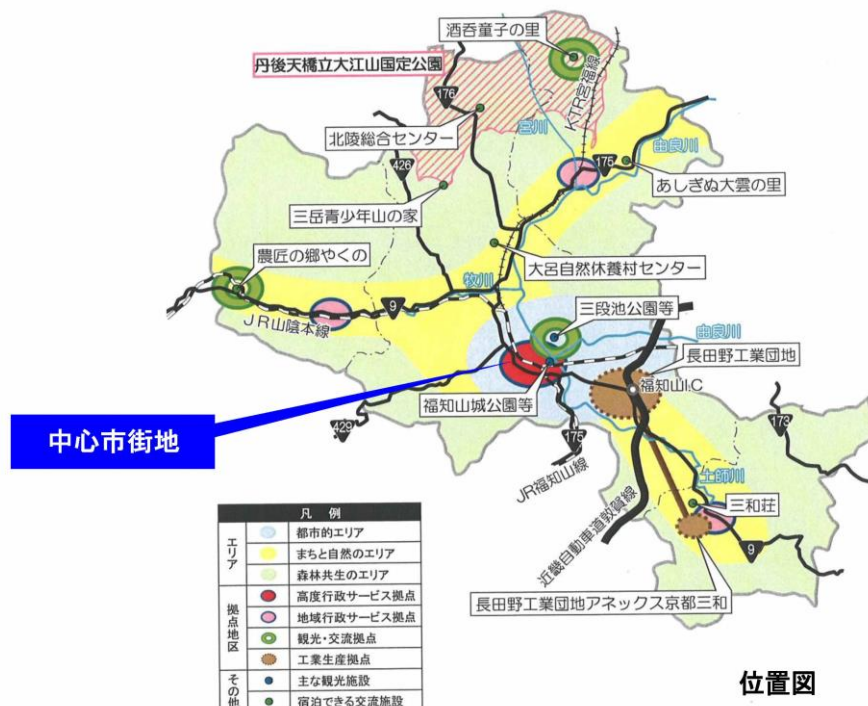 酒呑童子の里
丹後天橋立大江山国定公園
176
KTR宮福線
北陵総合センター
宮川
426
175
由良川
あしぎぬ大雲の里
三岳青少年山の家
農匠の郷やくの
大呂自然休養村センター
牧川
9
三段池公園等
JR山陰本線
由良川
長田野工業団地
福知山IC
福知山城公園等
中心市街地
429
175
173
JR福知山線
土師川
三和荘
近畿自動車道敦賀線
9
長田野工業団地アネックス京都三和
凡 例
エリア
都市的エリア
まちと自然のエリア
森林共生のエリア
拠点地区
高度行政サービス拠点
地域行政サービス拠点
観光・交流拠点
工業生産拠点
その他
主な観光施設
宿泊できる交流施設
位置図